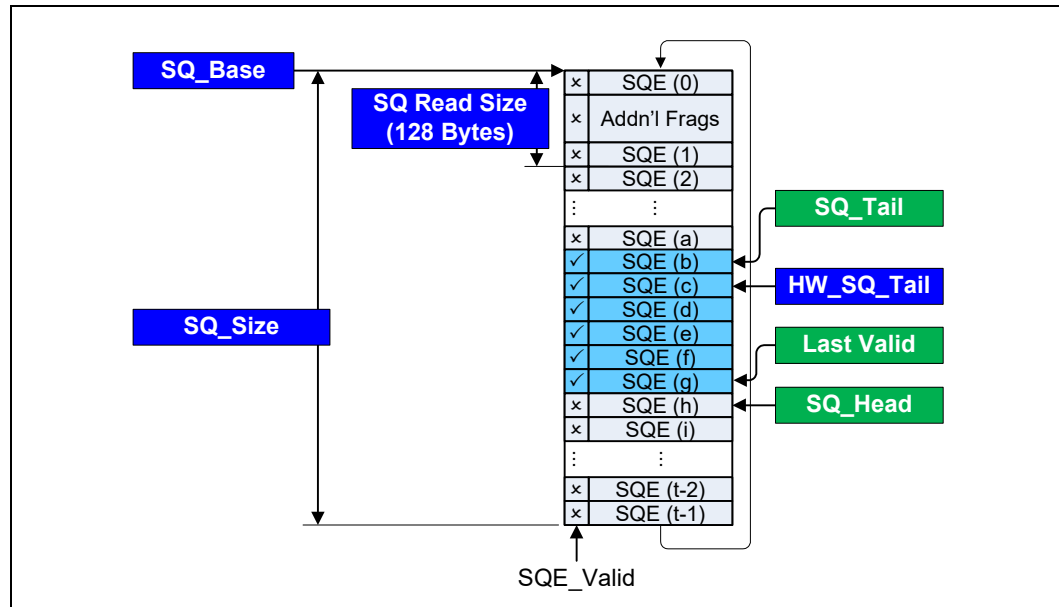 SQ_Base
SQ Read Size
(128 Bytes)
SQ_Size
× SQE (0)
× Addn'l Frags
× SQE (1)
× SQE (2)
⋮ ⋮
× SQE (a)
✓ SQE (b)
✓ SQE (c)
✓ SQE (d)
✓ SQE (e)
✓ SQE (f)
✓ SQE (g)
× SQE (h)
× SQE (i)
⋮ ⋮
× SQE (t-2)
× SQE (t-1)
SQ_Tail
HW_SQ_Tail
Last Valid
SQ_Head
SQE_Valid